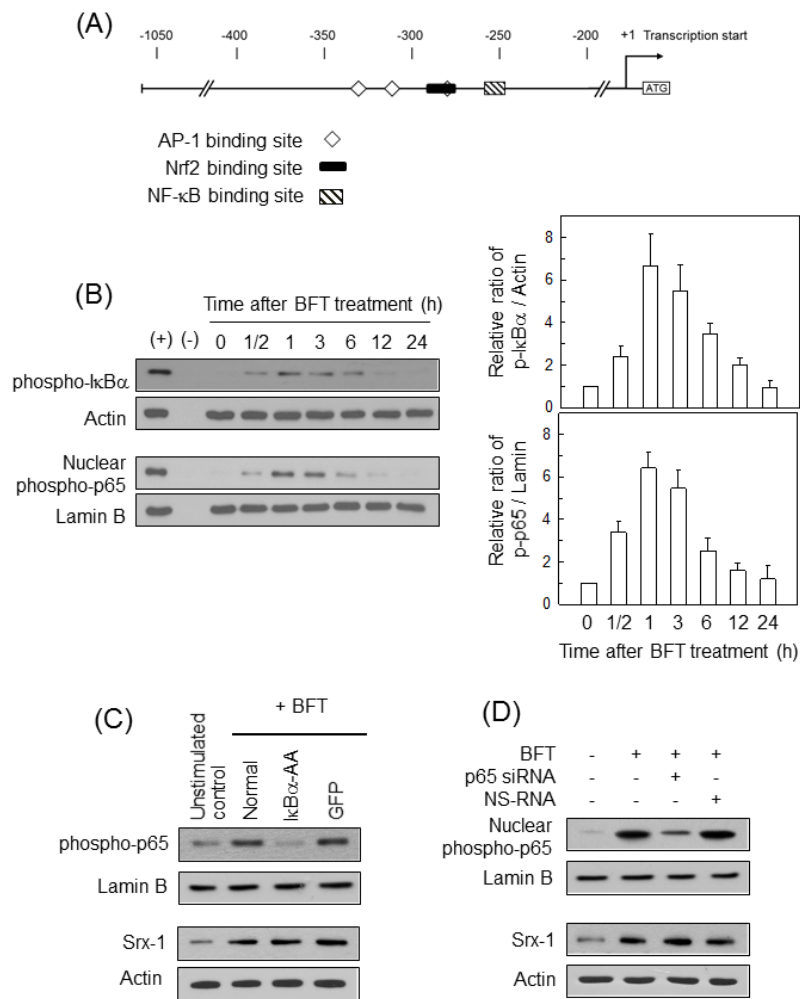 (A)
-1050 -400 -350 -300 -250 -200 +1 Transcription start
ATG
AP-1 binding site
Nrf2 binding site
NF-κB binding site
(B)
Time after BFT treatment (h)
(+) (-) 0 1/2 1 3 6 12 24
phospho-IκBα
Actin
Nuclear
phospho-p65
Lamin B
Relative ratio of
p-IκBα / Actin
8
6
4
2
0
Relative ratio of
p-p65 / Lamin
8
6
4
2
0
0 1/2 1 3 6 12 24
Time after BFT treatment (h)
(C)
+ BFT
Unstimulated
control
Normal
IκBα-AA
GFP
phospho-p65
Lamin B
Srx-1
Actin
(D)
BFT - + + +
p65 siRNA - - + -
NS-RNA - - - +
Nuclear
phospho-p65
Lamin B
Srx-1
Actin